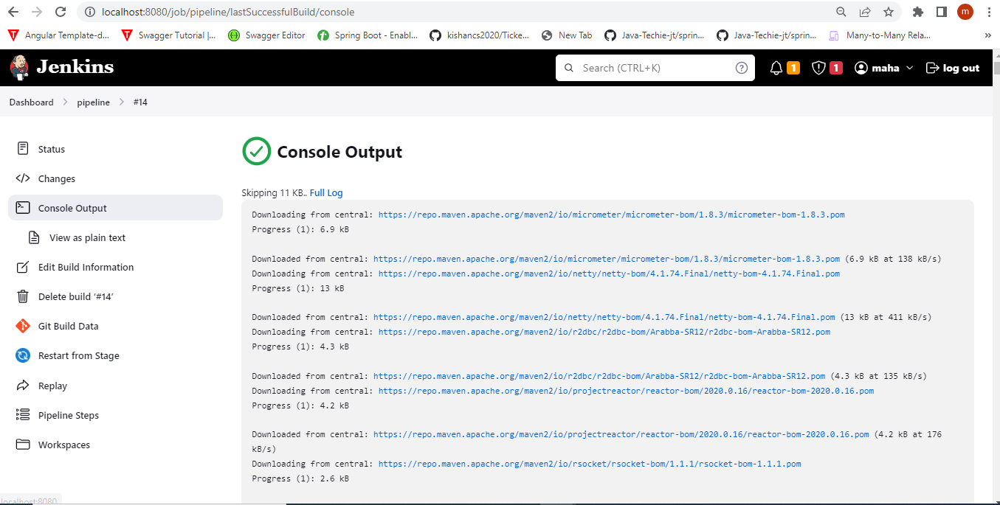 localhost:8080/job/pipeline/lastSuccessfulBuild/console
m
Angular Template-d... Swagger Tutorial |... Swagger Editor Spring Boot - Enabl... kishancs2020/Ticke... New Tab Java-Techie-jt/sprin... Java-Techie-jt/sprin... Many-to-Many Rela... »
Jenkins
Search (CTRL+K)
?
1
1
maha
log out
Dashboard
pipeline
#14
Status
Changes
Console Output
View as plain text
Edit Build Information
Delete build ‘#14’
Git Build Data
Restart from Stage
Replay
Pipeline Steps
Workspaces
Console Output
Skipping 11 KB.. Full Log
Downloading from central: https://repo.maven.apache.org/maven2/io/micrometer/micrometer-bom/1.8.3/micrometer-bom-1.8.3.pom
Progress (1): 6.9 kB
Downloaded from central: https://repo.maven.apache.org/maven2/io/micrometer/micrometer-bom/1.8.3/micrometer-bom-1.8.3.pom (6.9 kB at 138 kB/s)
Downloading from central: https://repo.maven.apache.org/maven2/io/netty/netty-bom/4.1.74.Final/netty-bom-4.1.74.Final.pom
Progress (1): 13 kB
Downloaded from central: https://repo.maven.apache.org/maven2/io/netty/netty-bom/4.1.74.Final/netty-bom-4.1.74.Final.pom (13 kB at 411 kB/s)
Downloading from central: https://repo.maven.apache.org/maven2/io/r2dbc/r2dbc-bom/Arabba-SR12/r2dbc-bom-Arabba-SR12.pom
Progress (1): 4.3 kB
Downloaded from central: https://repo.maven.apache.org/maven2/io/r2dbc/r2dbc-bom/Arabba-SR12/r2dbc-bom-Arabba-SR12.pom (4.3 kB at 135 kB/s)
Downloading from central: https://repo.maven.apache.org/maven2/io/projectreactor/reactor-bom/2020.0.16/reactor-bom-2020.0.16.pom
Progress (1): 4.2 kB
Downloaded from central: https://repo.maven.apache.org/maven2/io/projectreactor/reactor-bom/2020.0.16/reactor-bom-2020.0.16.pom (4.2 kB at 176
kB/s)
Downloading from central: https://repo.maven.apache.org/maven2/io/rsocket/rsocket-bom/1.1.1/rsocket-bom-1.1.1.pom
Progress (1): 2.6 kB
localhost:8080